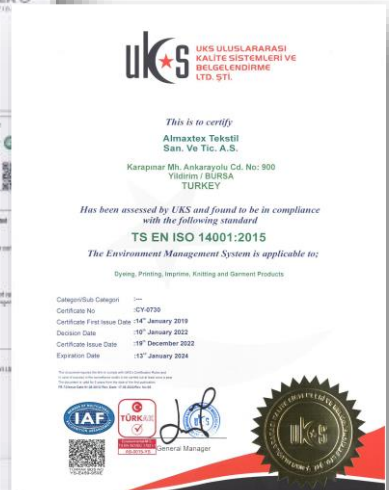 uks
UKS ULUSLARARASI
KALİTE SİSTEMLERİ VE
BELGELENDİRME
LTD. ŞTİ.
This is to certify
Almaxtex Tekstil
San. Ve Tic. A.S.
Karapınar Mh. Ankarayolu Cd. No: 900
Yildirim / BURSA
TURKEY
Has been assessed by UKS and found to be in compliance
with the following standard
TS EN ISO 14001:2015
The Environment Management System is applicable to;
Dyeing, Printing, Imprime, Knitting and Garment Products
Categori/Sub Categori :---
Certificate No :CY-0730
Certificate First Issue Date :14th January 2019
Decision Date :10th January 2022
Certificate Issue Date :19th December 2022
Expiration Date :13th January 2024
IAF
TÜRKAK
General Manager
uks